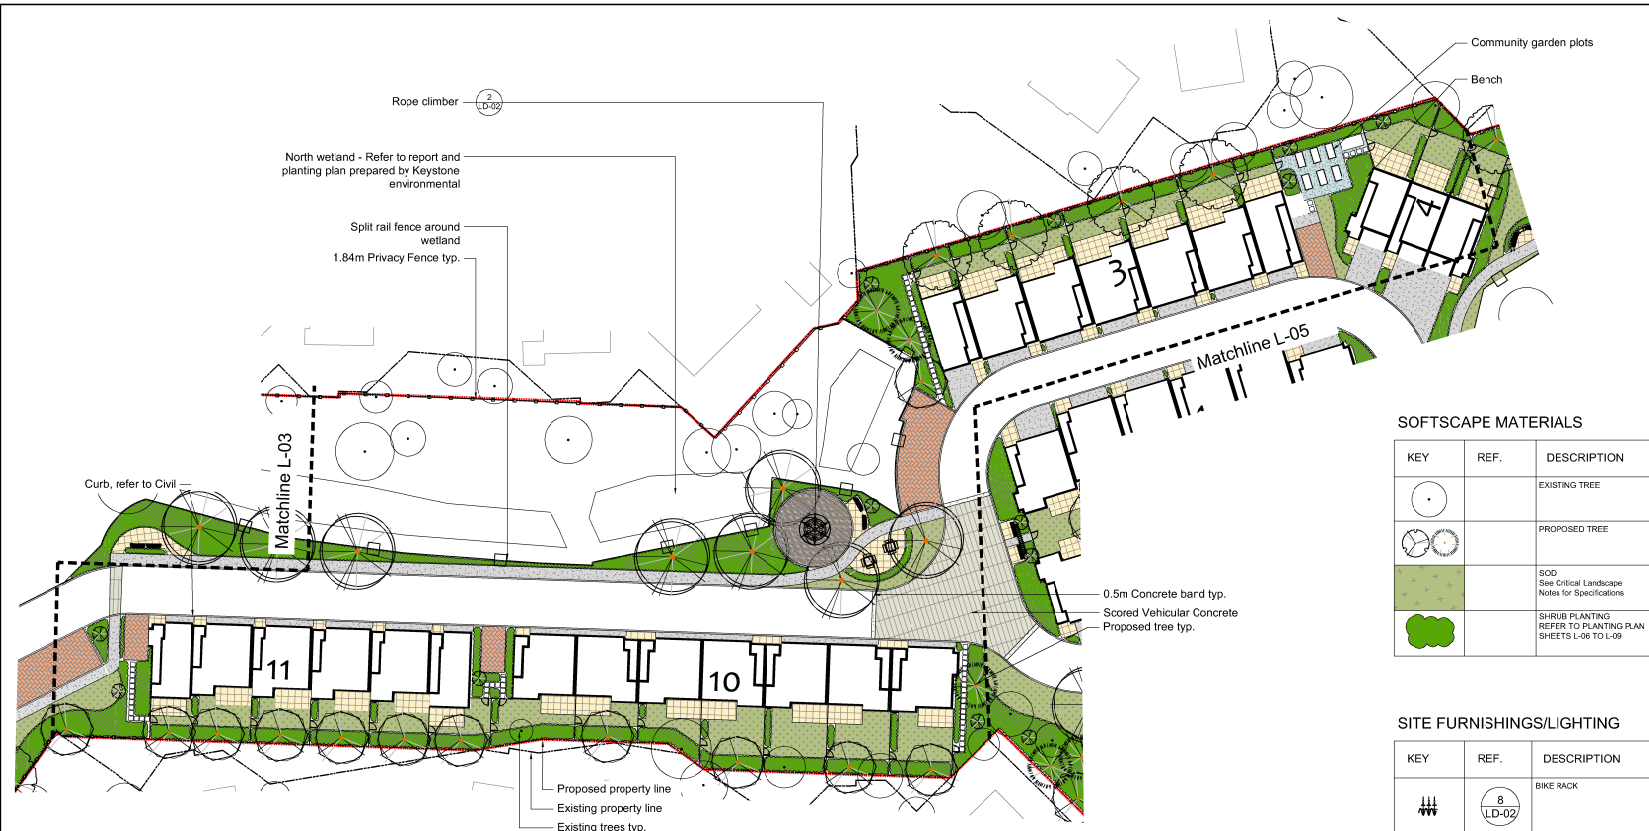 Community garden plots
Bench
Rope climber
2
LD-02
North wetland - Refer to report and
planting plan prepared by Keystone
environmental
Split rail fence around
wetland
1.84m Privacy Fence typ.
4
3
Matchline L-05
Matchline L-03
Curb, refer to Civil
0.5m Concrete band typ.
Scored Vehicular Concrete
Proposed tree typ.
11
10
Proposed property line
Existing property line
Existing trees typ.
SOFTSCAPE MATERIALS
KEY REF. DESCRIPTION
EXISTING TREE
PROPOSED TREE
SOD
See Critical Landscape
Notes for Specifications
SHRUB PLANTING
REFER TO PLANTING PLAN
SHEETS L-06 TO L-09
SITE FURNISHINGS/LIGHTING
KEY REF. DESCRIPTION
BIKE RACK
8
LD-02